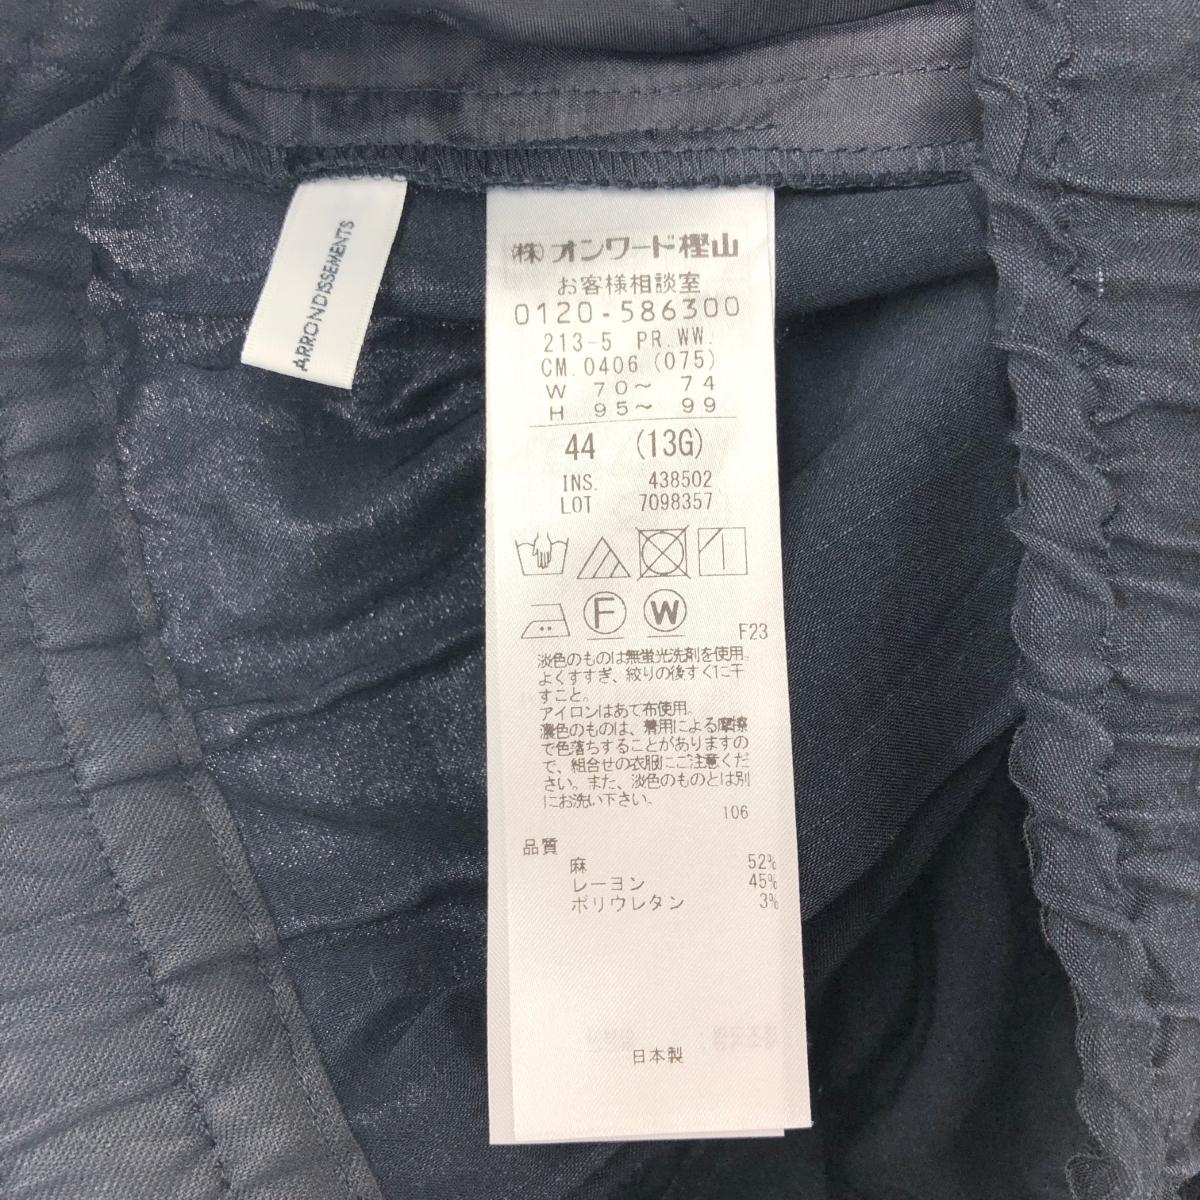 ARRONDISSEMENTS
(株) オンワード樫山
お客様相談室
0120-586300
213-5 PR.WW.
CM.0406 (075)
W 70～ 74
H 95～ 99
44 (13G)
INS. 438502
LOT 7098357
F
W
F23
淡色のものは無蛍光洗剤を使用。
よくすすぎ、絞りの後すぐに干
すこと。
アイロンはあて布使用。
濃色のものは、着用による摩擦
で色落ちすることがありますの
で、組合せの衣服にご注意くだ
さい。また、淡色のものとは別
にお洗い下さい。
106
品質
麻 52%
レーヨン 45%
ポリウレタン 3%
日本製